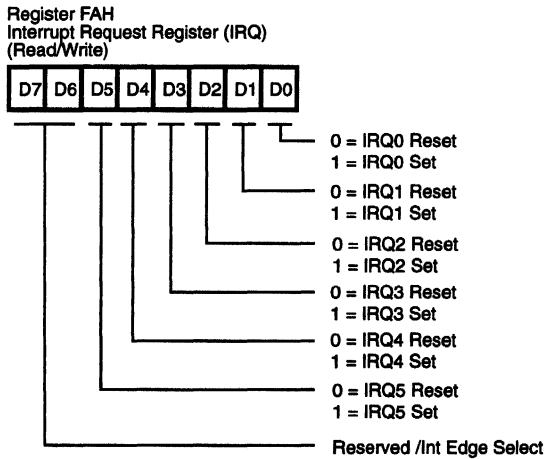 Register FAH
Interrupt Request Register (IRQ)
(Read/Write)
D7 D6 D5 D4 D3 D2 D1 D0
0 = IRQ0 Reset
1 = IRQ0 Set
0 = IRQ1 Reset
1 = IRQ1 Set
0 = IRQ2 Reset
1 = IRQ2 Set
0 = IRQ3 Reset
1 = IRQ3 Set
0 = IRQ4 Reset
1 = IRQ4 Set
0 = IRQ5 Reset
1 = IRQ5 Set
Reserved /Int Edge Select